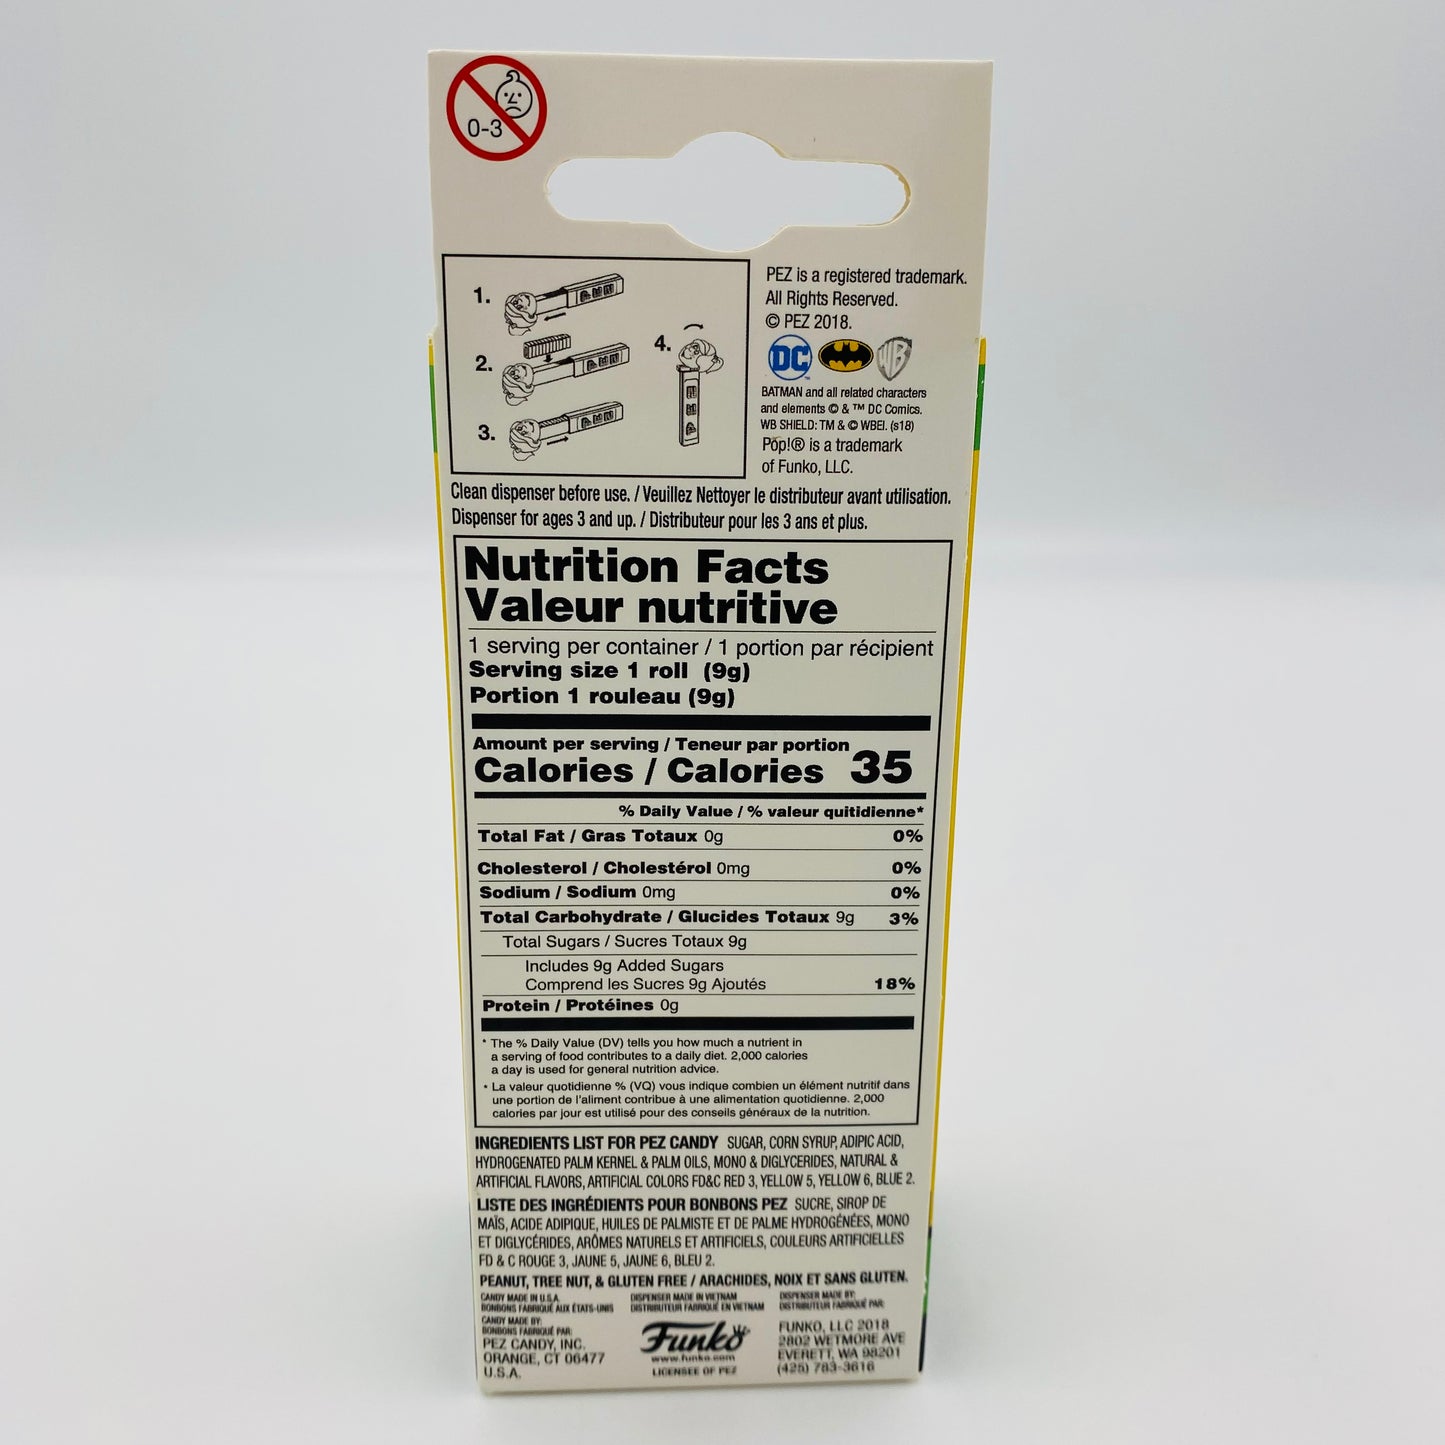 0-3
1.
2.
3.
4.
PEZ is a registered trademark.
All Rights Reserved.
© PEZ 2018.
DC
WB
BATMAN and all related characters
and elements © & ™ DC Comics.
WB SHIELD: TM & © WBEI. (s18)
Pop!® is a trademark
of Funko, LLC.
Clean dispenser before use. / Veuillez Nettoyer le distributeur avant utilisation.
Dispenser for ages 3 and up. / Distributeur pour les 3 ans et plus.
Nutrition Facts
Valeur nutritive
1 serving per container / 1 portion par récipient
Serving size 1 roll (9g)
Portion 1 rouleau (9g)
Amount per serving / Teneur par portion
Calories / Calories 35
% Daily Value / % valeur quitidienne*
Total Fat / Gras Totaux 0g 0%
Cholesterol / Cholestérol 0mg 0%
Sodium / Sodium 0mg 0%
Total Carbohydrate / Glucides Totaux 9g 3%
Total Sugars / Sucres Totaux 9g
Includes 9g Added Sugars
Comprend les Sucres 9g Ajoutés 18%
Protein / Protéines 0g
* The % Daily Value (DV) tells you how much a nutrient in
a serving of food contributes to a daily diet. 2,000 calories
a day is used for general nutrition advice.
* La valeur quotidienne % (VQ) vous indique combien un élément nutritif dans
une portion de l'aliment contribue à une alimentation quotidienne. 2,000
calories par jour est utilisé pour des conseils généraux de la nutrition.
INGREDIENTS LIST FOR PEZ CANDY SUGAR, CORN SYRUP, ADIPIC ACID,
HYDROGENATED PALM KERNEL & PALM OILS, MONO & DIGLYCERIDES, NATURAL &
ARTIFICIAL FLAVORS, ARTIFICIAL COLORS FD&C RED 3, YELLOW 5, YELLOW 6, BLUE 2.
LISTE DES INGRÉDIENTS POUR BONBONS PEZ SUCRE, SIROP DE
MAÏS, ACIDE ADIPIQUE, HUILES DE PALMISTE ET DE PALME HYDROGÉNÉES, MONO
ET DIGLYCÉRIDES, ARÔMES NATURELS ET ARTIFICIELS, COULEURS ARTIFICIELLES
FD & C ROUGE 3, JAUNE 5, JAUNE 6, BLEU 2.
PEANUT, TREE NUT, & GLUTEN FREE / ARACHIDES, NOIX ET SANS GLUTEN.
CANDY MADE IN U.S.A.
BONBONS FABRIQUÉ AUX ÉTATS-UNIS
CANDY MADE BY:
BONBONS FABRIQUÉ PAR:
PEZ CANDY, INC.
ORANGE, CT 06477
U.S.A.
DISPENSER MADE IN VIETNAM
DISTRIBUTEUR FABRIQUÉ EN VIETNAM
Funko
www.funko.com
LICENSEE OF PEZ
DISPENSER MADE BY:
DISTRIBUTEUR FABRIQUÉ PAR:
FUNKO, LLC 2018
2802 WETMORE AVE
EVERETT, WA 98201
(425) 783-3616